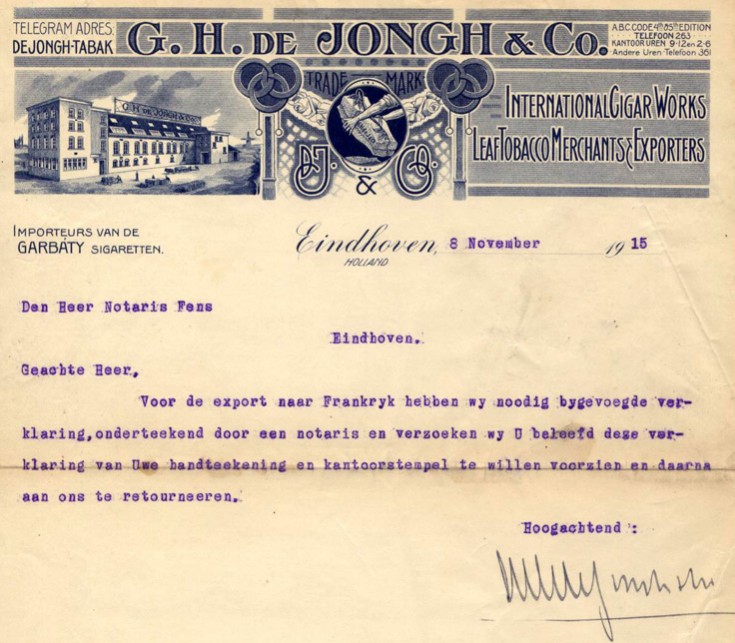 TELEGRAM ADRES.
DEJONGH-TABAK
G. H. DE JONGH & Co.
A.B.C. CODE 4TH & 5TH EDITION
TELEFOON 263
KANTOORUREN 9-12 en 2-6
Andere Uren Telefoon 361
TRADE MARK
G. H. DE JONGH & Co.
INTERNATIONAL CIGAR WORKS
LEAF TOBACCO MERCHANTS & EXPORTERS
&
IMPORTEURS VAN DE
GARBÁTY SIGARETTEN.
Eindhoven, 8 November 1915
HOLLAND
Den Heer Notaris Fens
Eindhoven.
Geachte Heer,
Voor de export naar Frankryk hebben wy noodig bygevoegde ver-
klaring,onderteekend door een notaris en verzoeken wy U beleefd deze ver-
klaring van Uwe handteekening en kantoorstempel te willen voorzien en daarna
aan ons te retourneeren.
Hoogachtend :